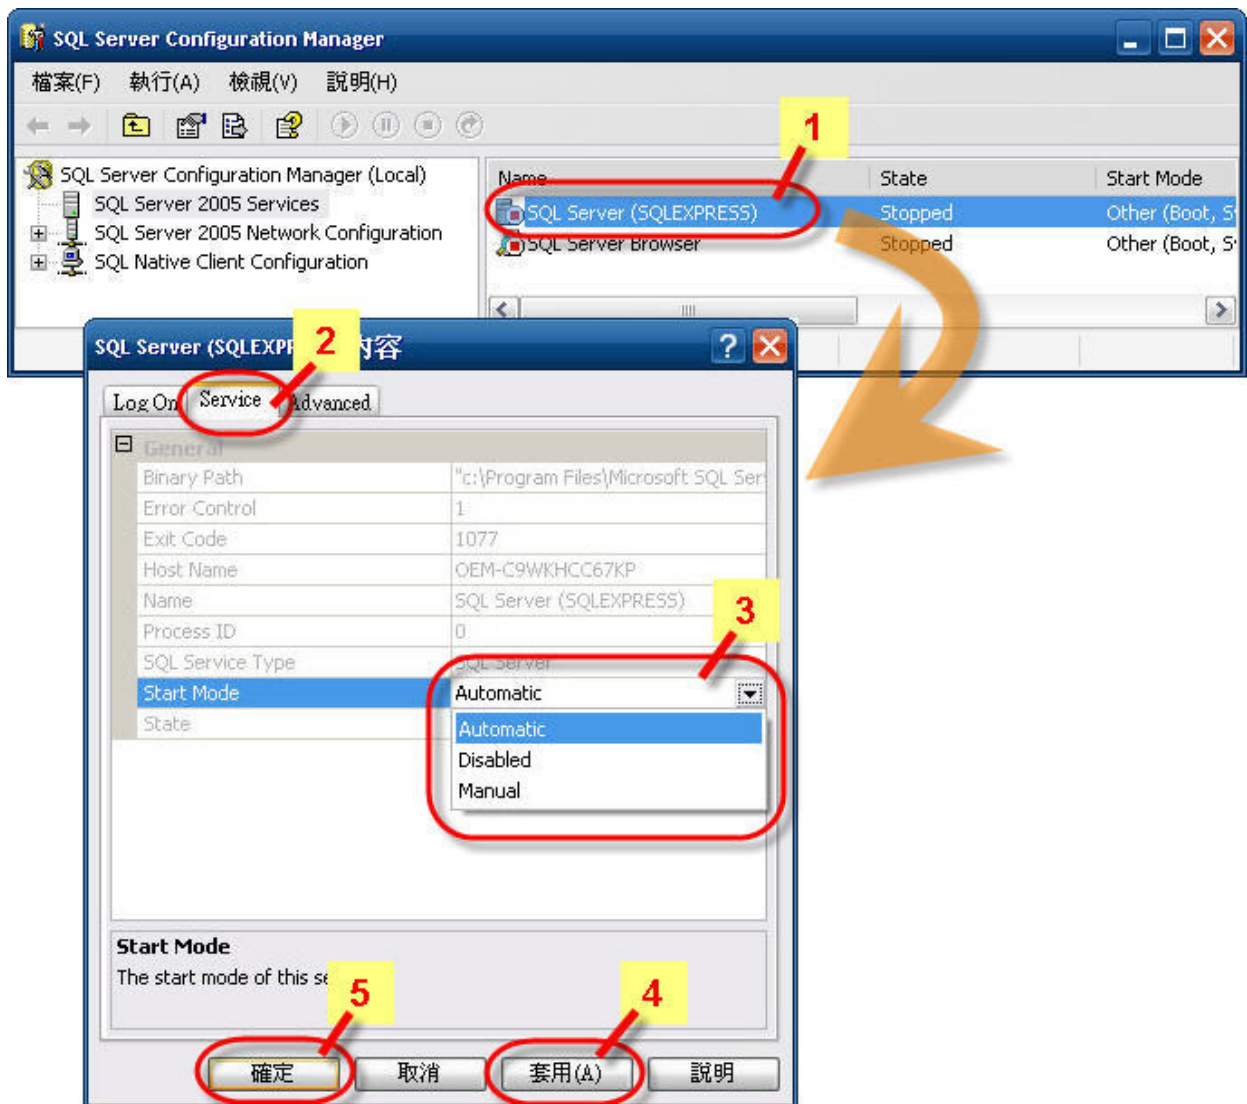 SQL Server Configuration Manager
檔案(F) 執行(A) 檢視(V) 說明(H)
1
SQL Server Configuration Manager (Local)
SQL Server 2005 Services
SQL Server 2005 Network Configuration
SQL Native Client Configuration
Name State Start Mode
SQL Server (SQLEXPRESS) Stopped Other (Boot, S
SQL Server Browser Stopped Other (Boot, S
SQL Server (SQLEXP 內容
2
Log On Service Advanced
General
Binary Path "c:\Program Files\Microsoft SQL Ser
Error Control 1
Exit Code 1077
Host Name OEM-C9WKHCC67KP
Name SQL Server (SQLEXPRESS)
3
Process ID 0
SQL Service Type SQL Server
Start Mode Automatic
State
Automatic
Disabled
Manual
Start Mode
The start mode of this se
5
4
確定 取消 套用(A) 說明